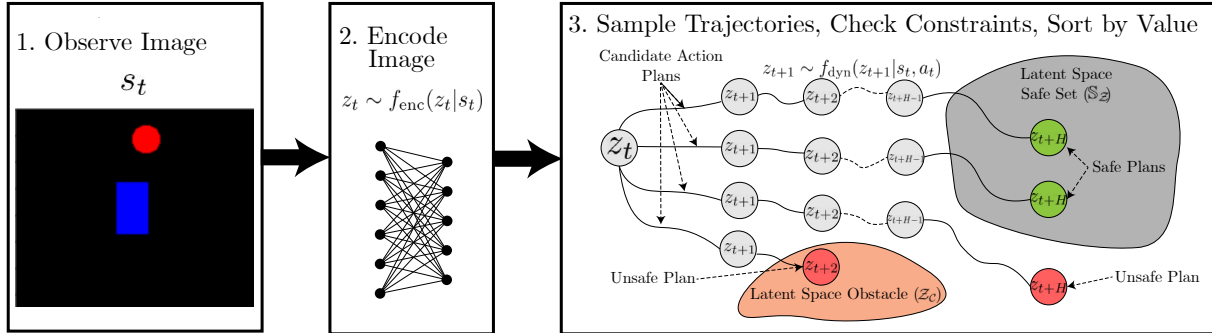 1. Observe Image
s_t
2. Encode
Image
z_t ∼ f_enc(z_t|s_t)
3. Sample Trajectories, Check Constraints, Sort by Value
Candidate Action
Plans
z_{t+1} ∼ f_dyn(z_{t+1}|s_t, a_t)
Latent Space
Safe Set (𝕊_𝒵)
z_t
z_{t+1}
z_{t+2}
z_{t+H-1}
z_{t+H}
z_{t+1}
z_{t+2}
z_{t+H-1}
z_{t+H}
Safe Plans
z_{t+1}
z_{t+2}
z_{t+H-1}
z_{t+H}
Unsafe Plan
z_{t+1}
z_{t+2}
Unsafe Plan
Latent Space Obstacle (𝒵_𝒞)